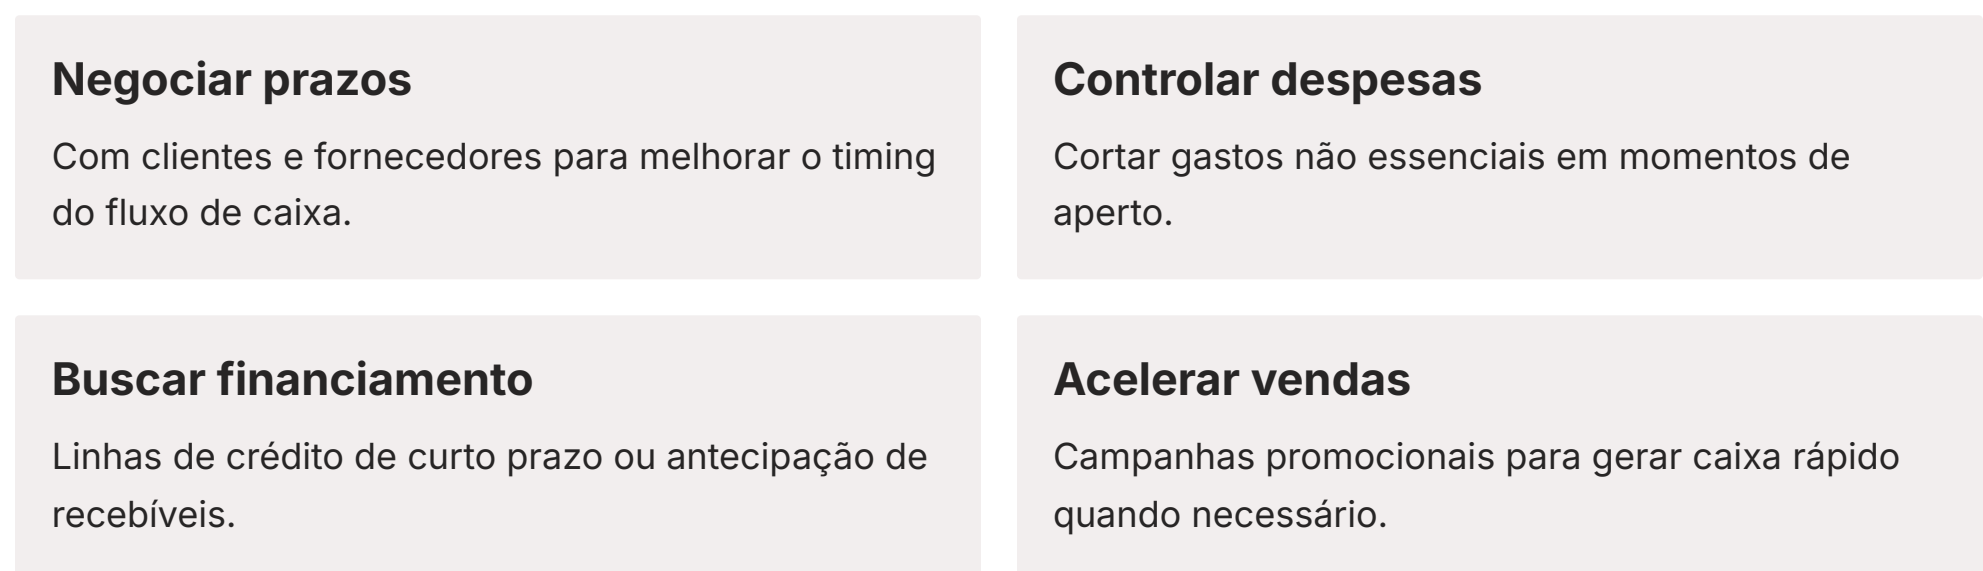 Negociar prazos
Com clientes e fornecedores para melhorar o timing
do fluxo de caixa.
Controlar despesas
Cortar gastos não essenciais em momentos de
aperto.
Buscar financiamento
Linhas de crédito de curto prazo ou antecipação de
recebíveis.
Acelerar vendas
Campanhas promocionais para gerar caixa rápido
quando necessário.